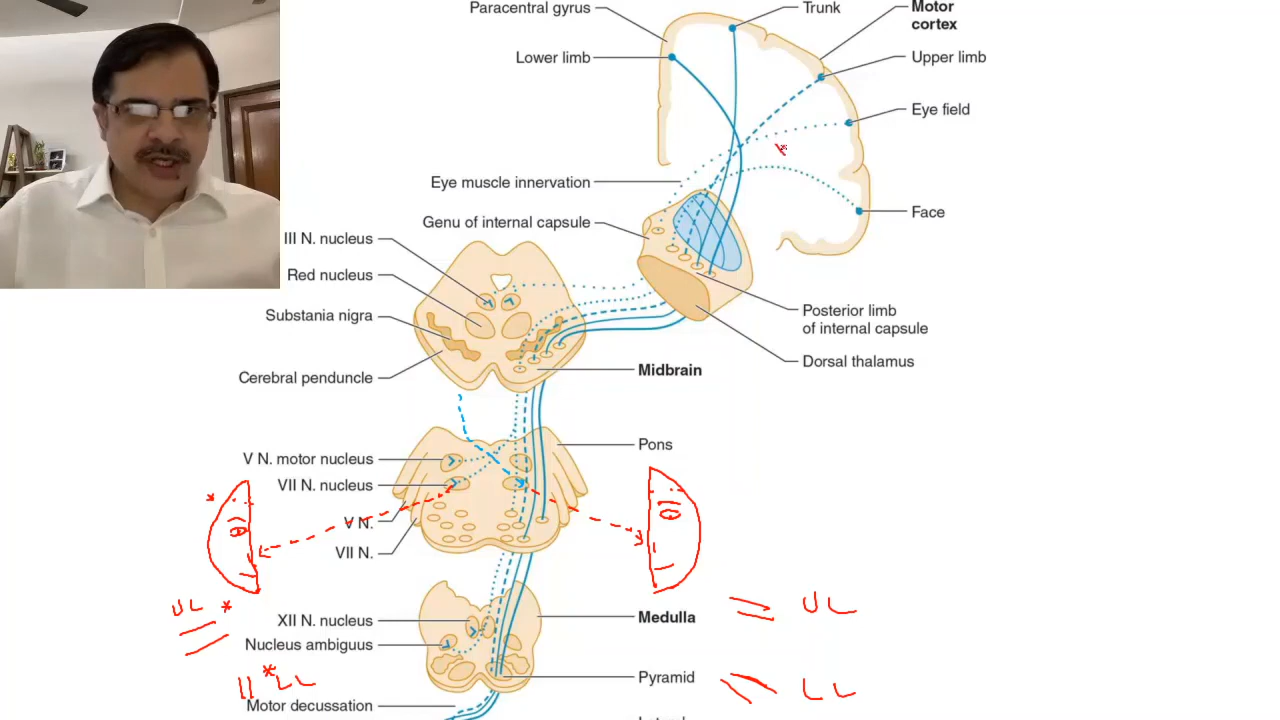 Paracentral gyrus
Trunk
Motor
cortex
Lower limb
Upper limb
Eye field
Eye muscle innervation
Face
Genu of internal capsule
III N. nucleus
Red nucleus
Substania nigra
Posterior limb
of internal capsule
Dorsal thalamus
Cerebral penduncle
Midbrain
Pons
V N. motor nucleus
VII N. nucleus
V N.
VII N.
UL *
UL
XII N. nucleus
Medulla
Nucleus ambiguus
LL
LL
Pyramid
Motor decussation